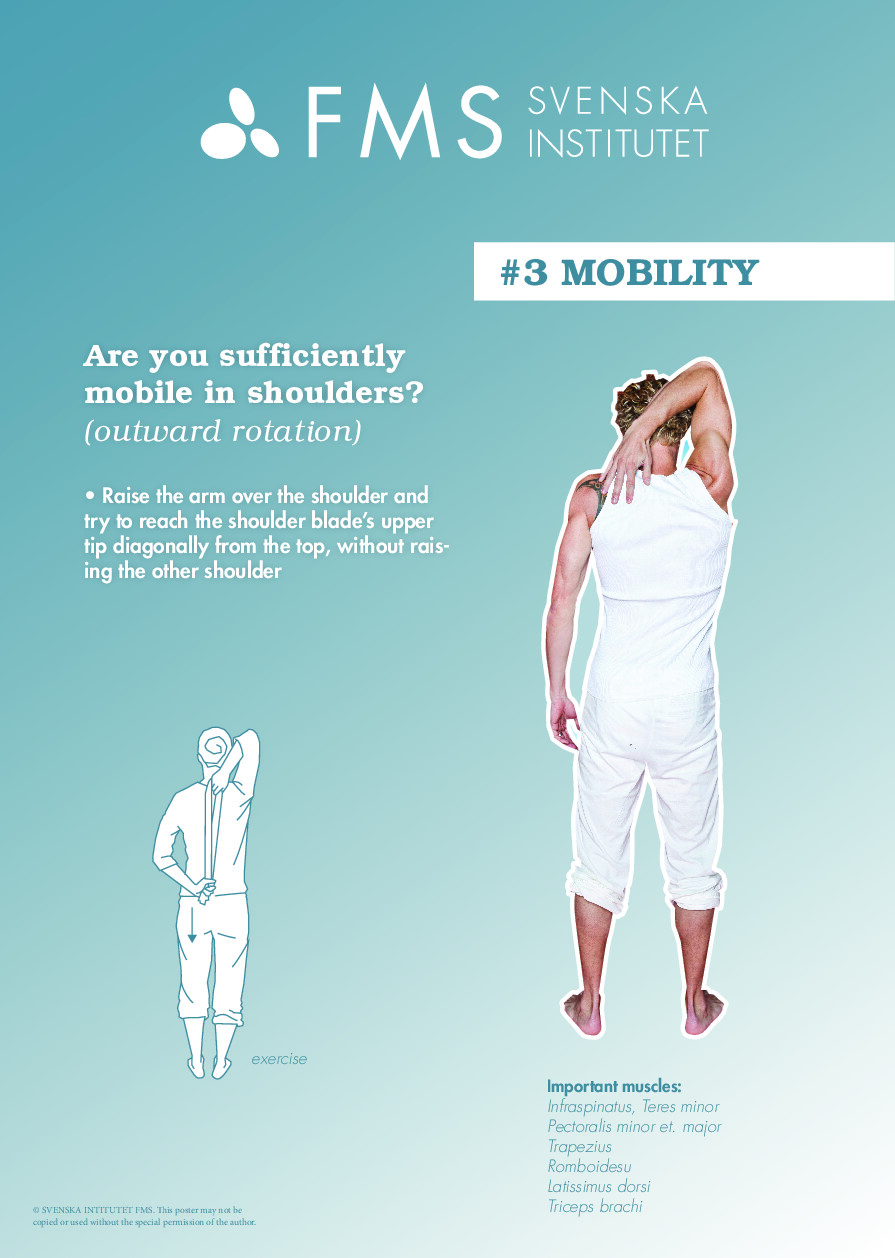 FMS SVENSKA
INSTITUTET
#3 MOBILITY
Are you sufficiently
mobile in shoulders?
(outward rotation)
• Raise the arm over the shoulder and
try to reach the shoulder blade's upper
tip diagonally from the top, without rais-
ing the other shoulder
exercise
Important muscles:
Infraspinatus, Teres minor
Pectoralis minor et. major
Trapezius
Romboidesu
Latissimus dorsi
Triceps brachi
© SVENSKA INTITUTET FMS. This poster may not be
copied or used without the special permission of the author.